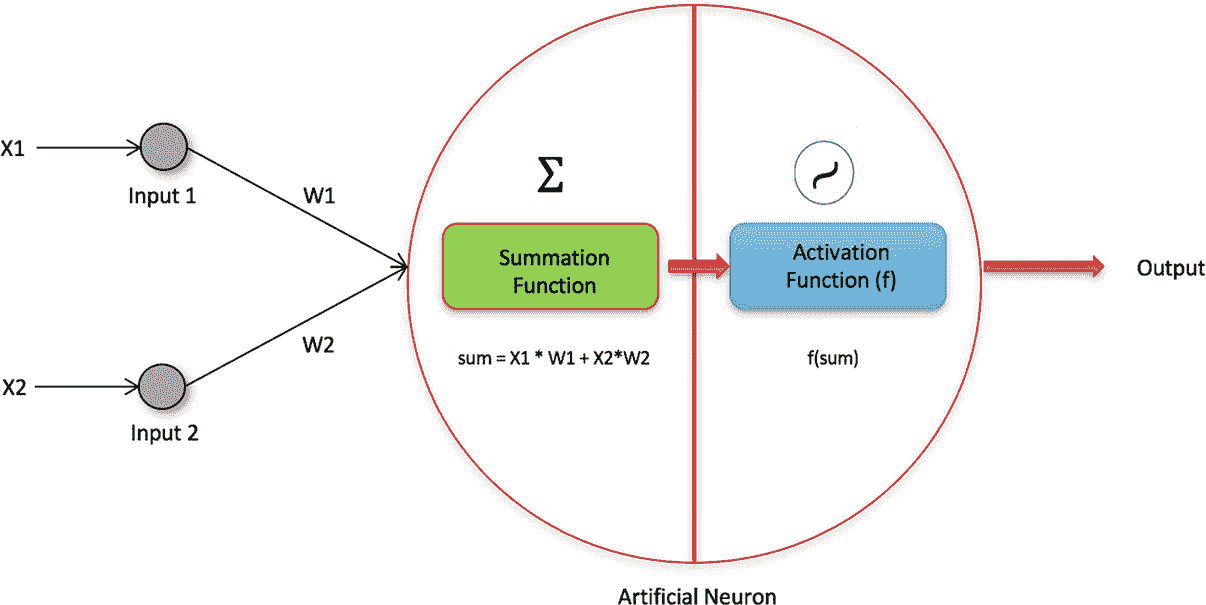 X1
Input 1
W1
X2
Input 2
W2
Σ
Summation
Function
sum = X1 * W1 + X2*W2
Activation
Function (f)
f(sum)
Output
Artificial Neuron